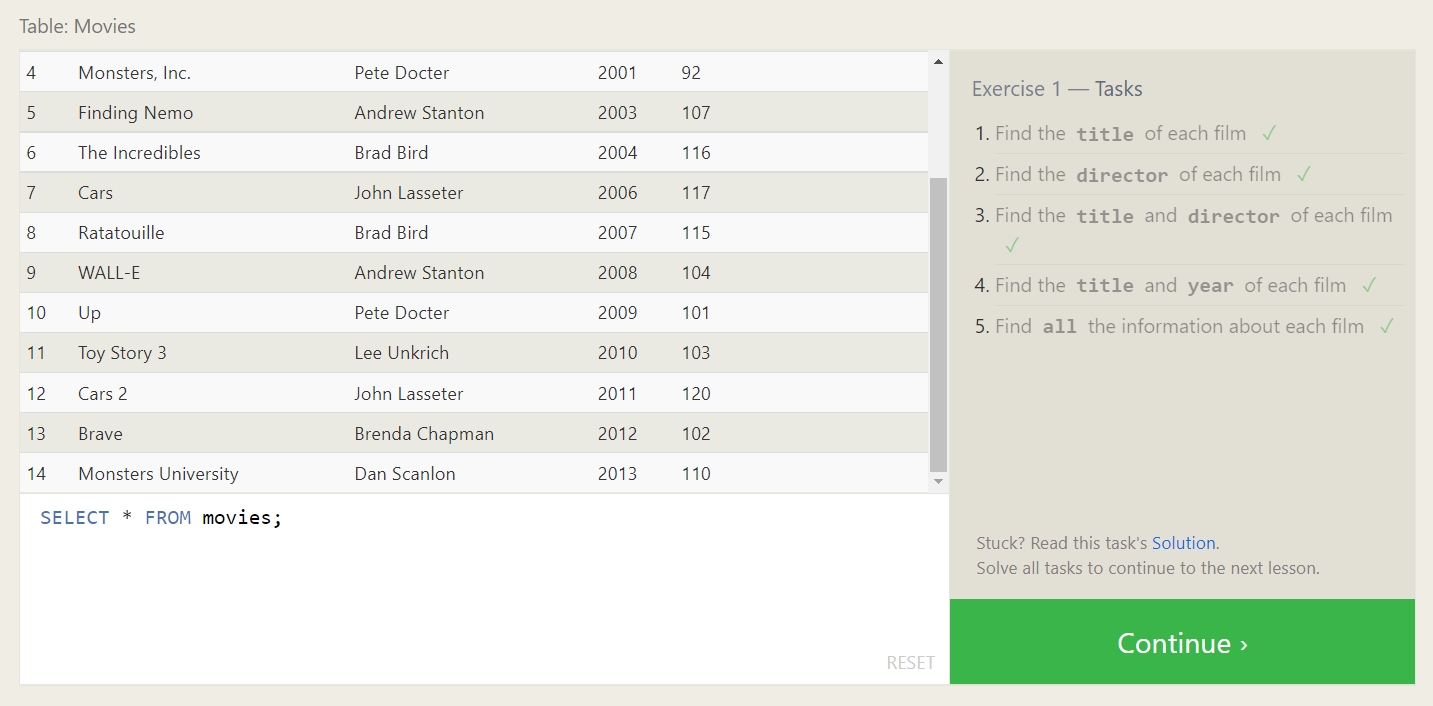 Table: Movies
4 Monsters, Inc. Pete Docter 2001 92
5 Finding Nemo Andrew Stanton 2003 107
6 The Incredibles Brad Bird 2004 116
7 Cars John Lasseter 2006 117
8 Ratatouille Brad Bird 2007 115
9 WALL-E Andrew Stanton 2008 104
10 Up Pete Docter 2009 101
11 Toy Story 3 Lee Unkrich 2010 103
12 Cars 2 John Lasseter 2011 120
13 Brave Brenda Chapman 2012 102
14 Monsters University Dan Scanlon 2013 110
SELECT * FROM movies;
RESET
Exercise 1 — Tasks
1. Find the title of each film ✓
2. Find the director of each film ✓
3. Find the title and director of each film
✓
4. Find the title and year of each film ✓
5. Find all the information about each film ✓
Stuck? Read this task's Solution.
Solve all tasks to continue to the next lesson.
Continue ›